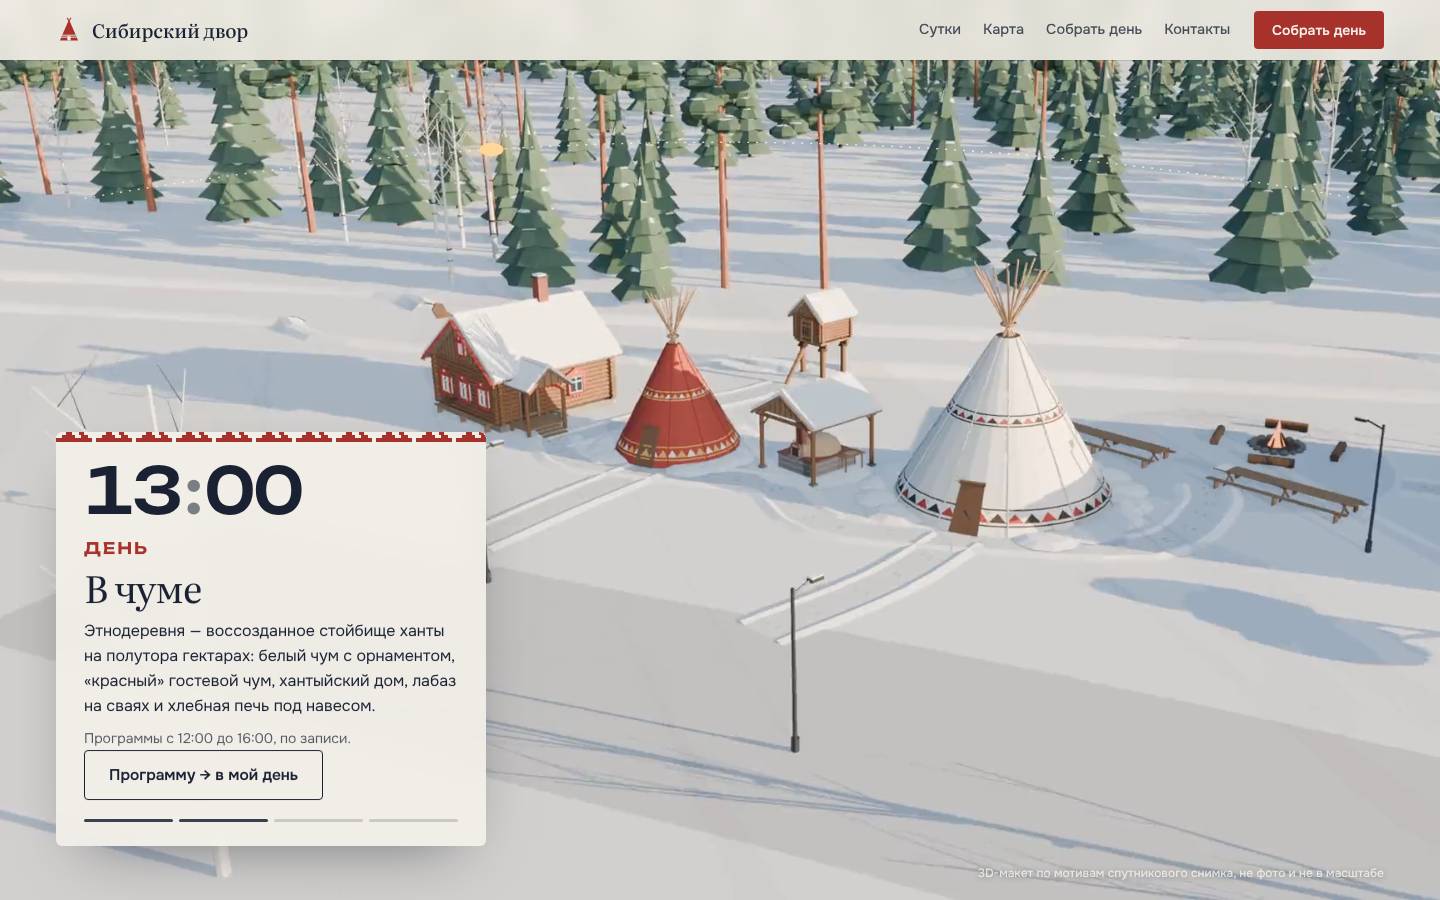 Сибирский двор
Сутки
Карта
Собрать день
Контакты
Собрать день
13:00
ДЕНЬ
В чуме
Этнодеревня — воссозданное стойбище ханты
на полутора гектарах: белый чум с орнаментом,
«красный» гостевой чум, хантыйский дом, лабаз
на сваях и хлебная печь под навесом.
Программы с 12:00 до 16:00, по записи.
Программу → в мой день
3D-макет по мотивам спутникового снимка, не фото и не в масштабе